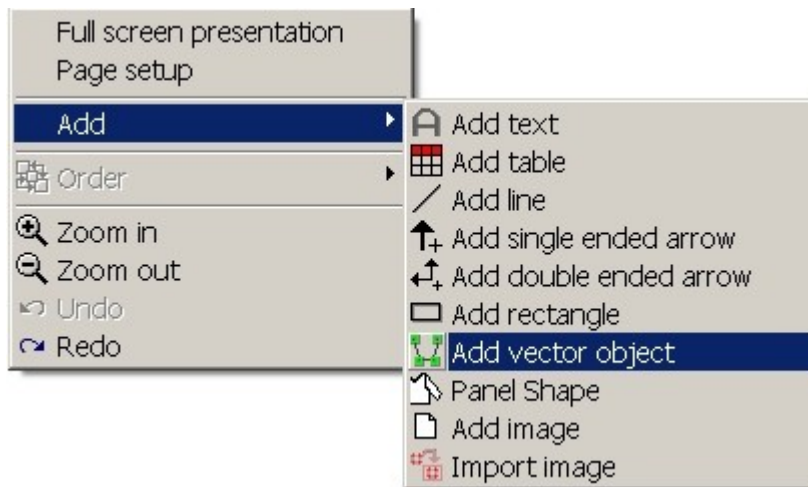 Full screen presentation
Page setup
Add
Order
Zoom in
Zoom out
Undo
Redo
Add text
Add table
Add line
Add single ended arrow
Add double ended arrow
Add rectangle
Add vector object
Panel Shape
Add image
Import image